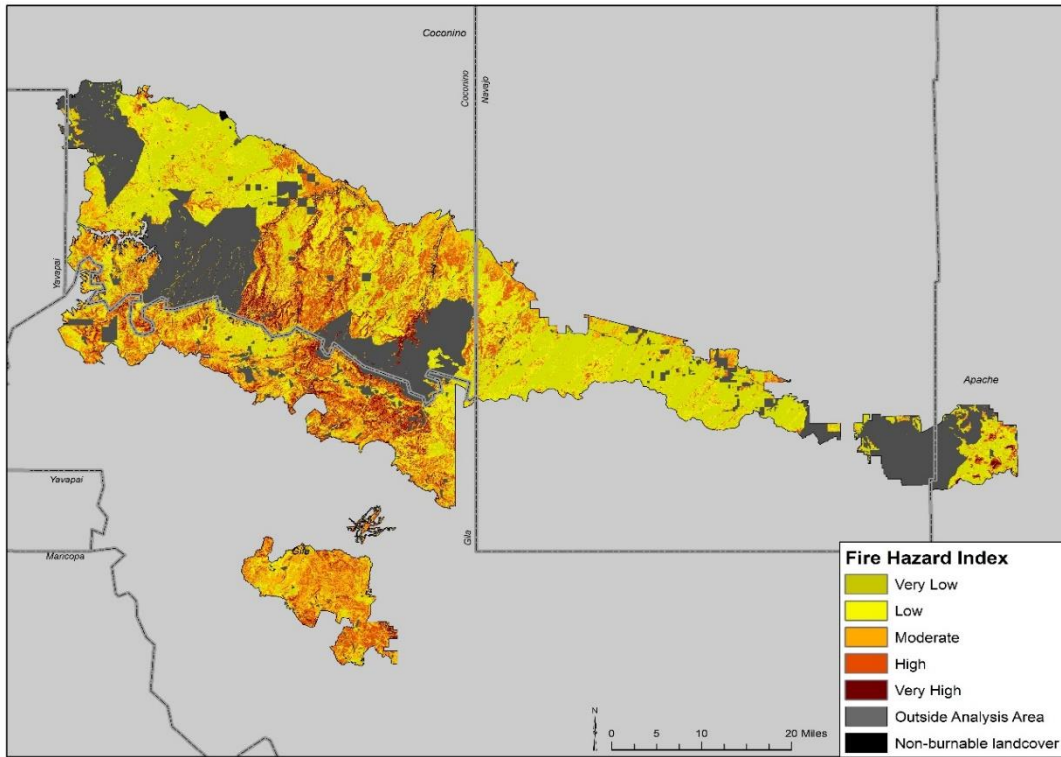 Coconino
Coconino
Navajo
Yavapai
Apache
Yavapai
Maricopa
Gila
Gila
Fire Hazard Index
Very Low
Low
Moderate
High
Very High
Outside Analysis Area
Non-burnable landcover
N
0 5 10 20 Miles